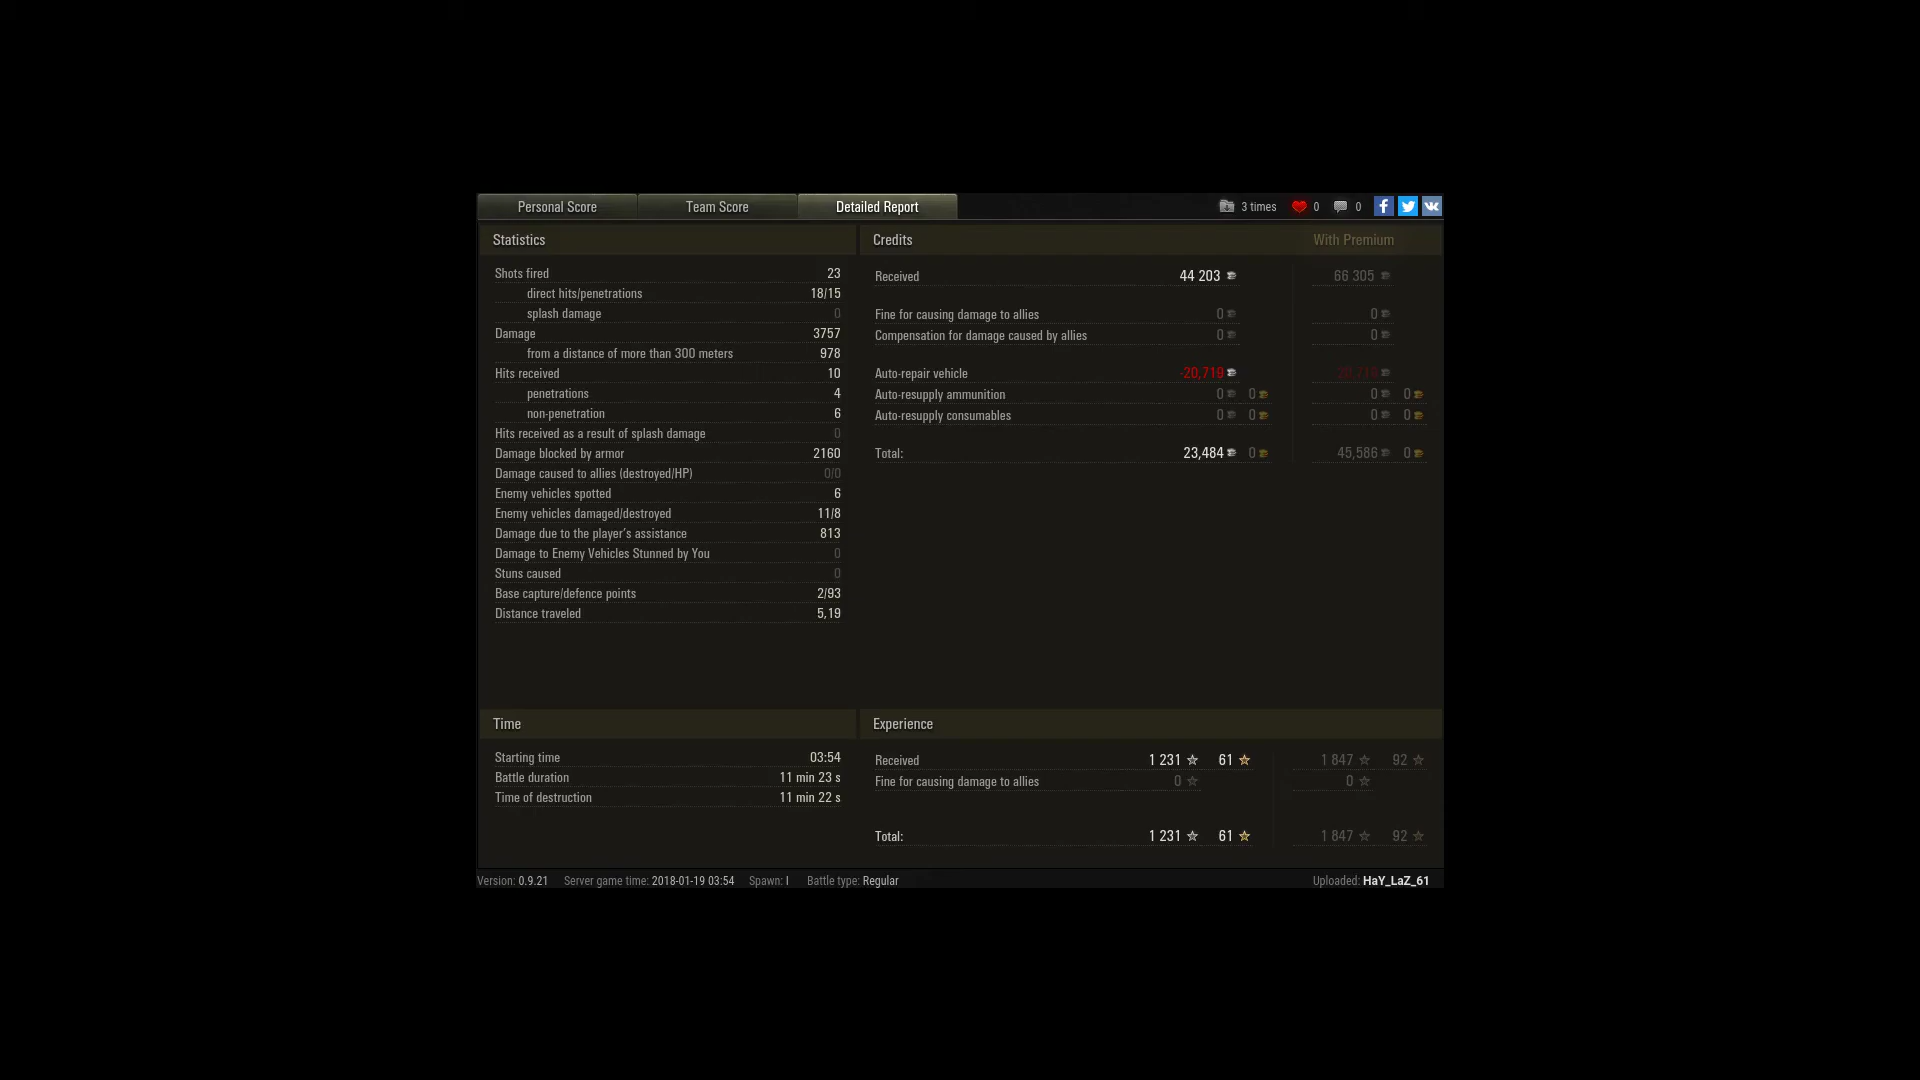 Personal Score Team Score Detailed Report 3 times 0 0
Statistics
Shots fired 23
direct hits/penetrations 18/15
splash damage 0
Damage 3757
from a distance of more than 300 meters 978
Hits received 10
penetrations 4
non-penetration 6
Hits received as a result of splash damage 0
Damage blocked by armor 2160
Damage caused to allies (destroyed/HP) 0/0
Enemy vehicles spotted 6
Enemy vehicles damaged/destroyed 11/8
Damage due to the player's assistance 813
Damage to Enemy Vehicles Stunned by You 0
Stuns caused 0
Base capture/defence points 2/93
Distance traveled 5,19
Credits With Premium
Received 44 203 66 305
Fine for causing damage to allies 0 0
Compensation for damage caused by allies 0 0
Auto-repair vehicle -20,719 -20,719
Auto-resupply ammunition 0 0 0 0
Auto-resupply consumables 0 0 0 0
Total: 23,484 0 45,586 0
Time
Starting time 03:54
Battle duration 11 min 23 s
Time of destruction 11 min 22 s
Experience
Received 1 231 61 1 847 92
Fine for causing damage to allies 0 0
Total: 1 231 61 1 847 92
Version: 0.9.21 Server game time: 2018-01-19 03:54 Spawn: I Battle type: Regular Uploaded: HaY_LaZ_61